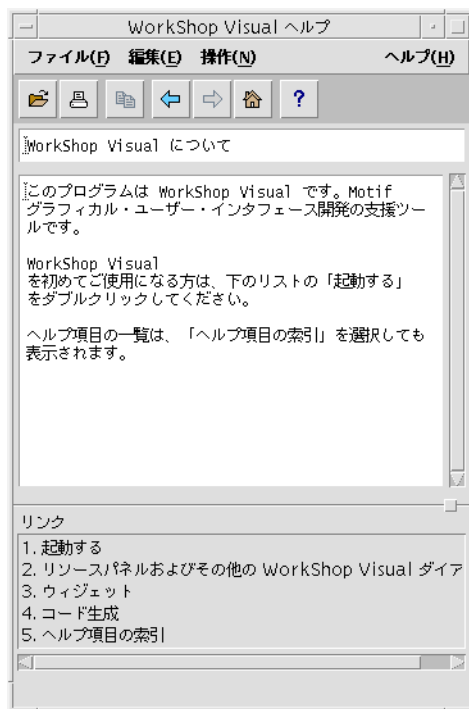 WorkShop Visual ヘルプ
ファイル(F) 編集(E) 操作(N) ヘルプ(H)
?
WorkShop Visual について
このプログラムは WorkShop Visual です。Motif
グラフィカル・ユーザー・インタフェース開発の支援ツー
ルです。
WorkShop Visual
を初めてご使用になる方は、下のリストの「起動する」
をダブルクリックしてください。
ヘルプ項目の一覧は、「ヘルプ項目の索引」を選択しても
表示されます。
リンク
1. 起動する
2. リソースパネルおよびその他の WorkShop Visual ダイア
3. ウィジェット
4. コード生成
5. ヘルプ項目の索引